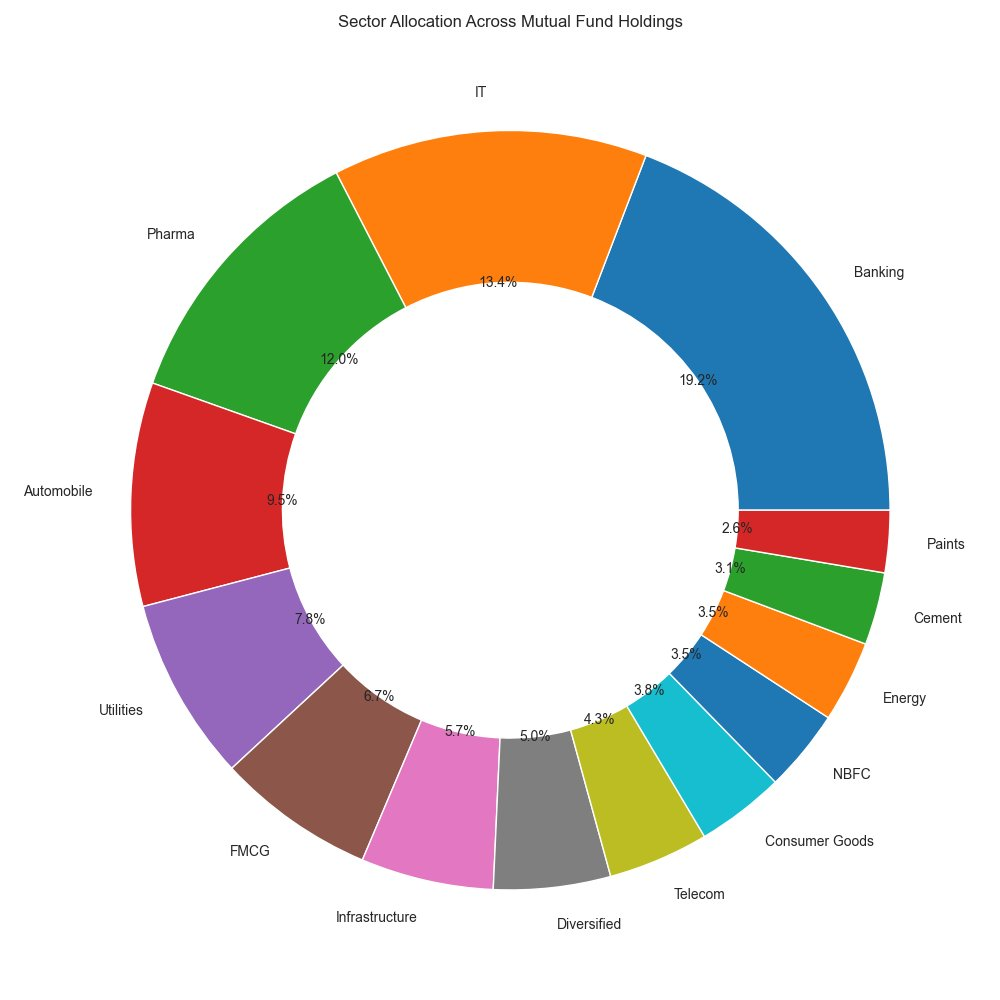 Sector Allocation Across Mutual Fund Holdings
IT
Pharma
Banking
13.4%
12.0%
19.2%
Automobile
9.5%
2.6%
Paints
3.1%
Cement
7.8%
3.5%
Utilities
3.5%
Energy
6.7%
3.8%
5.7%
5.0%
4.3%
NBFC
FMCG
Consumer Goods
Infrastructure
Diversified
Telecom